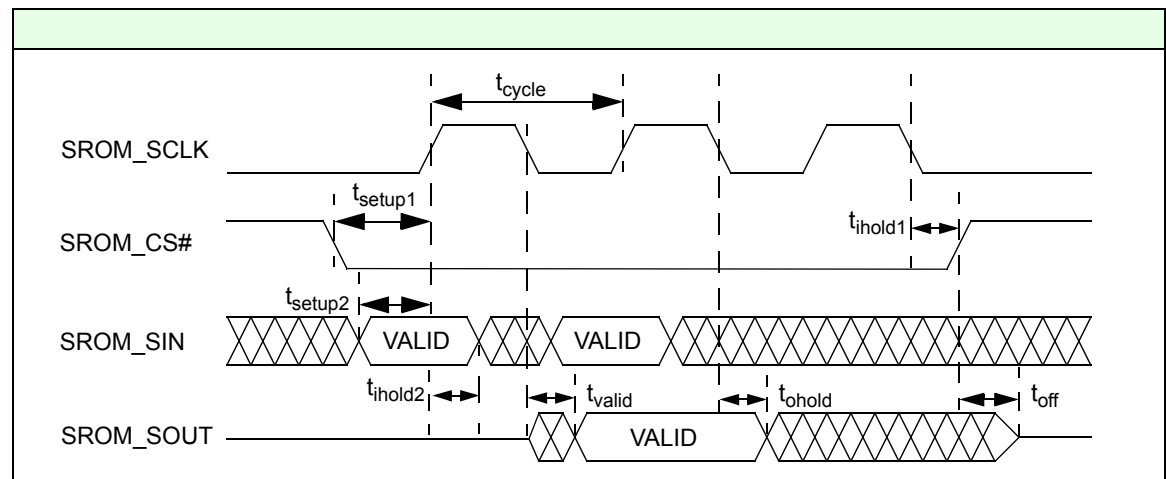 tcycle
SROM_SCLK
tsetup1
SROM_CS#
tihold1
tsetup2
SROM_SIN
VALID
VALID
tihold2
tvalid
tohold
toff
SROM_SOUT
VALID